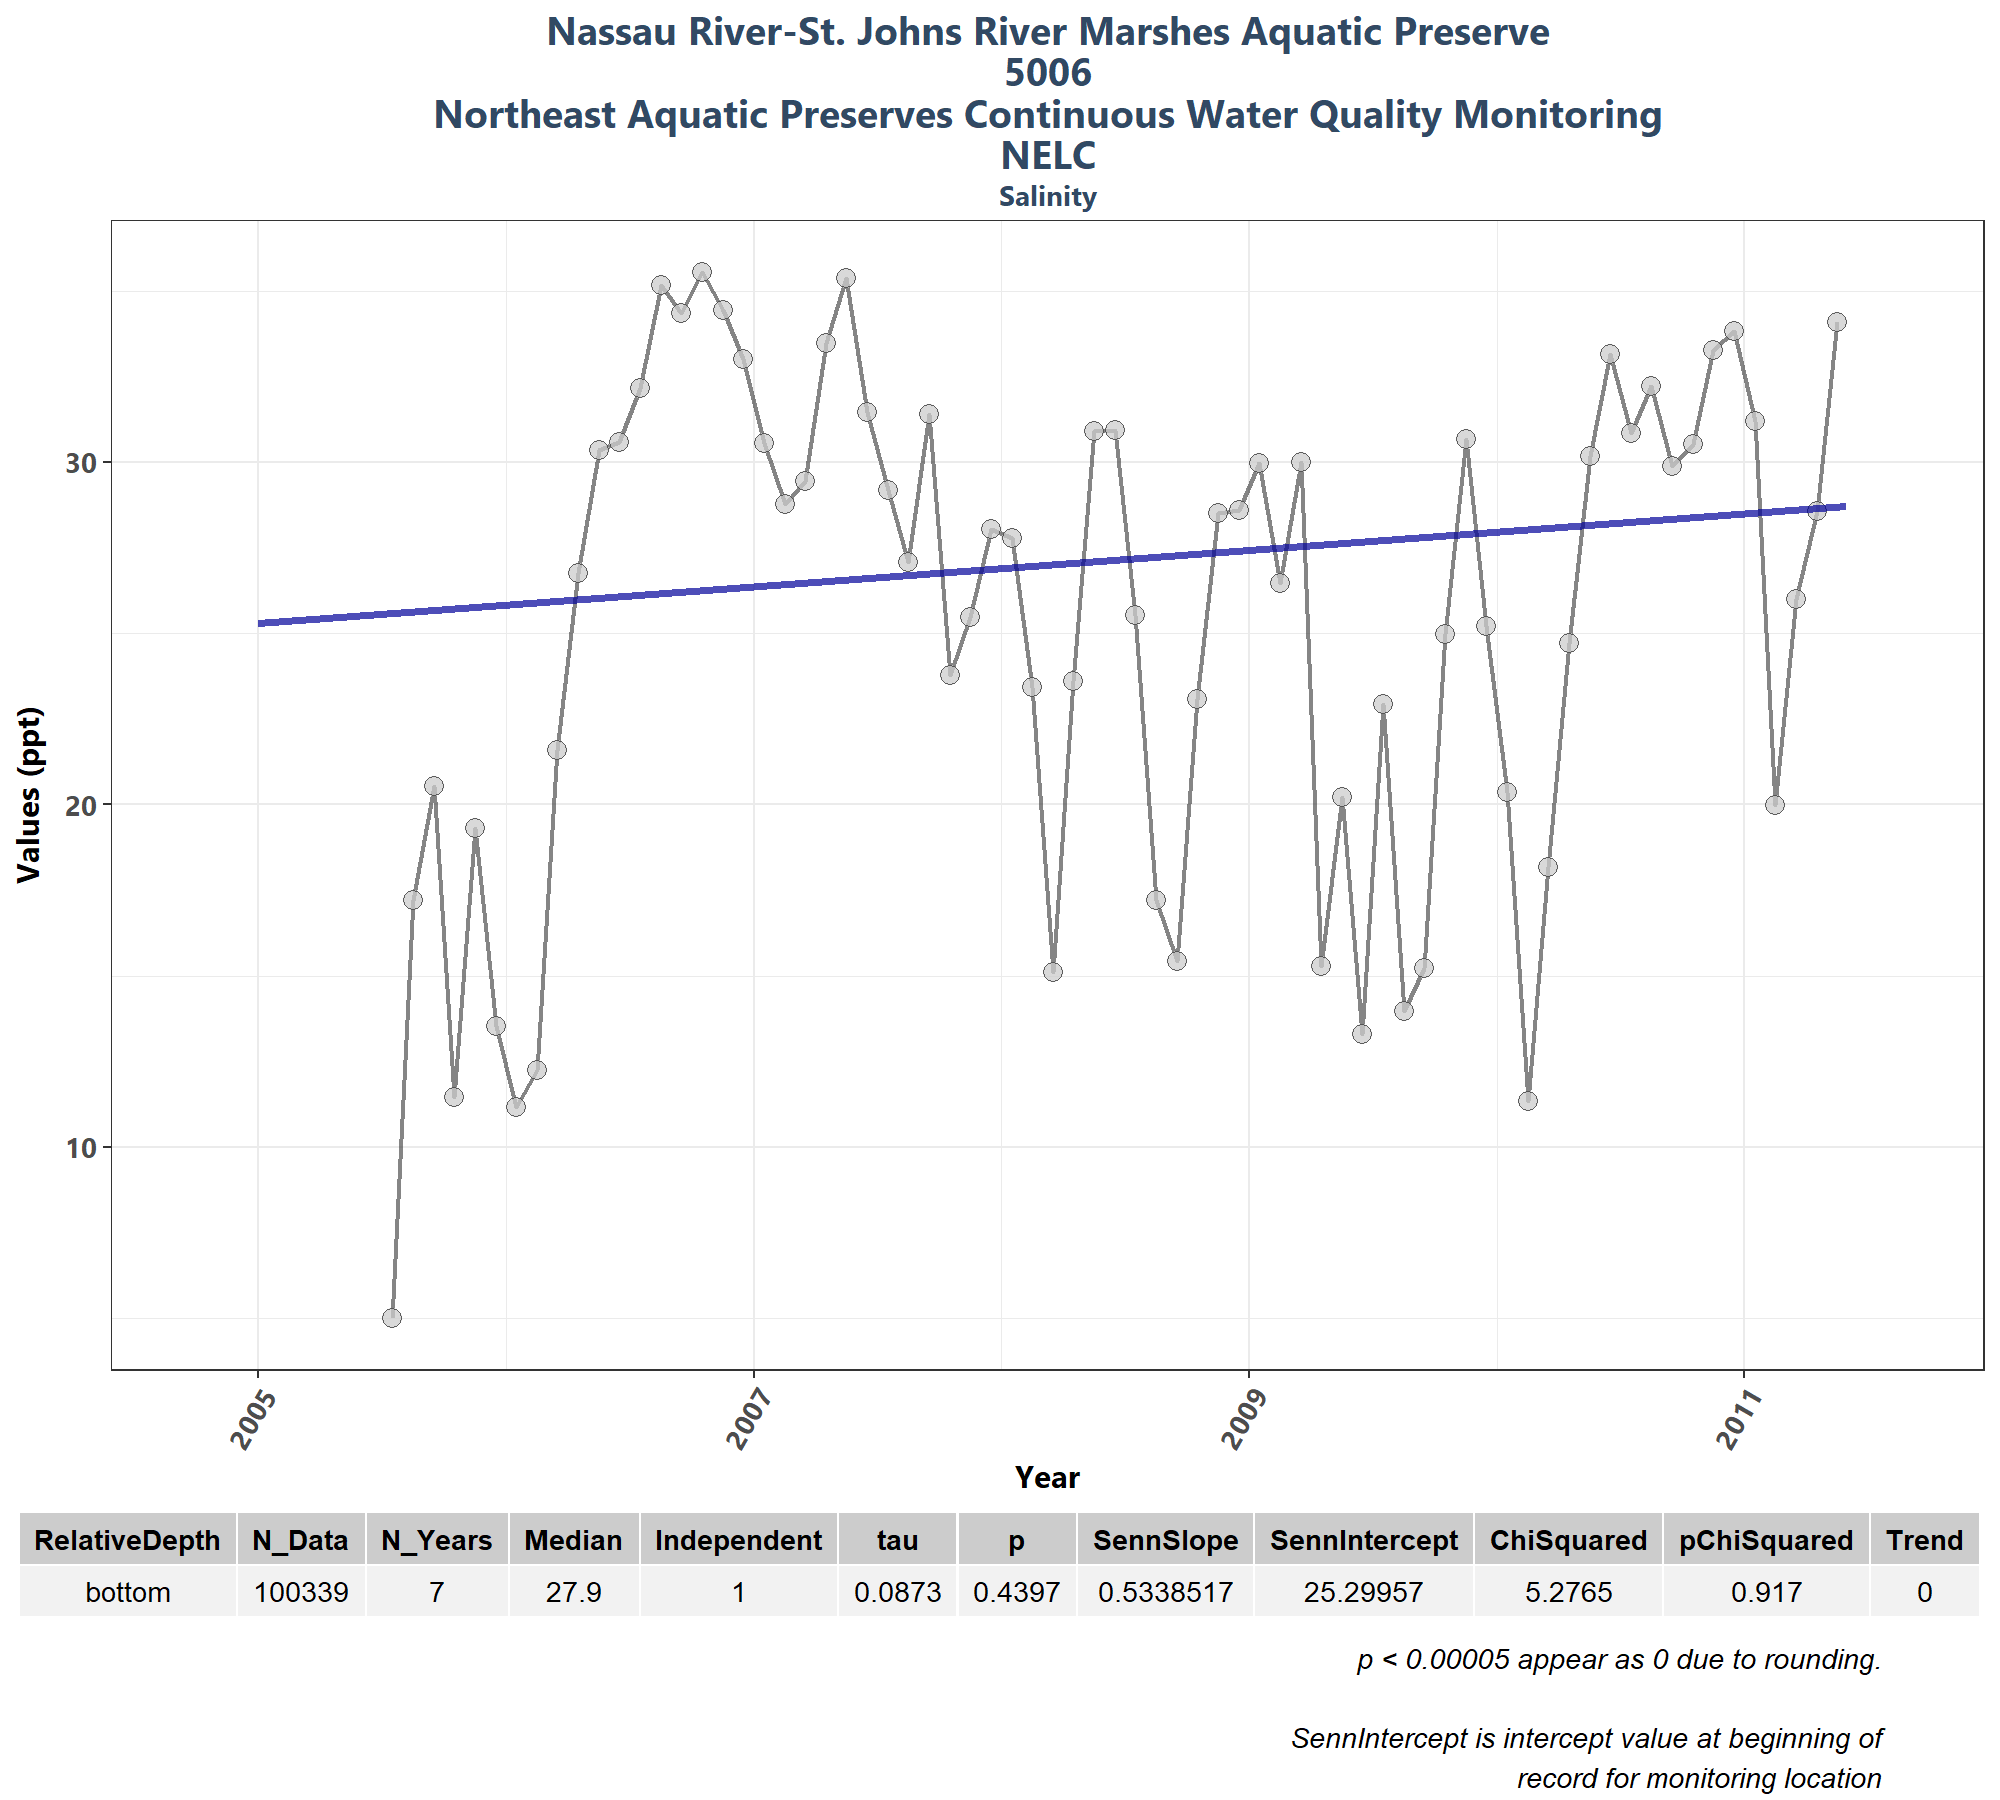 Nassau River-St. Johns River Marshes Aquatic Preserve
5006
Northeast Aquatic Preserves Continuous Water Quality Monitoring
NELC
Salinity
Values (ppt)
30
20
10
2005
2007
2009
2011
Year
RelativeDepth N_Data N_Years Median Independent tau p SennSlope SennIntercept ChiSquared pChiSquared Trend
bottom 100339 7 27.9 1 0.0873 0.4397 0.5338517 25.29957 5.2765 0.917 0
p < 0.00005 appear as 0 due to rounding.
SennIntercept is intercept value at beginning of
record for monitoring location